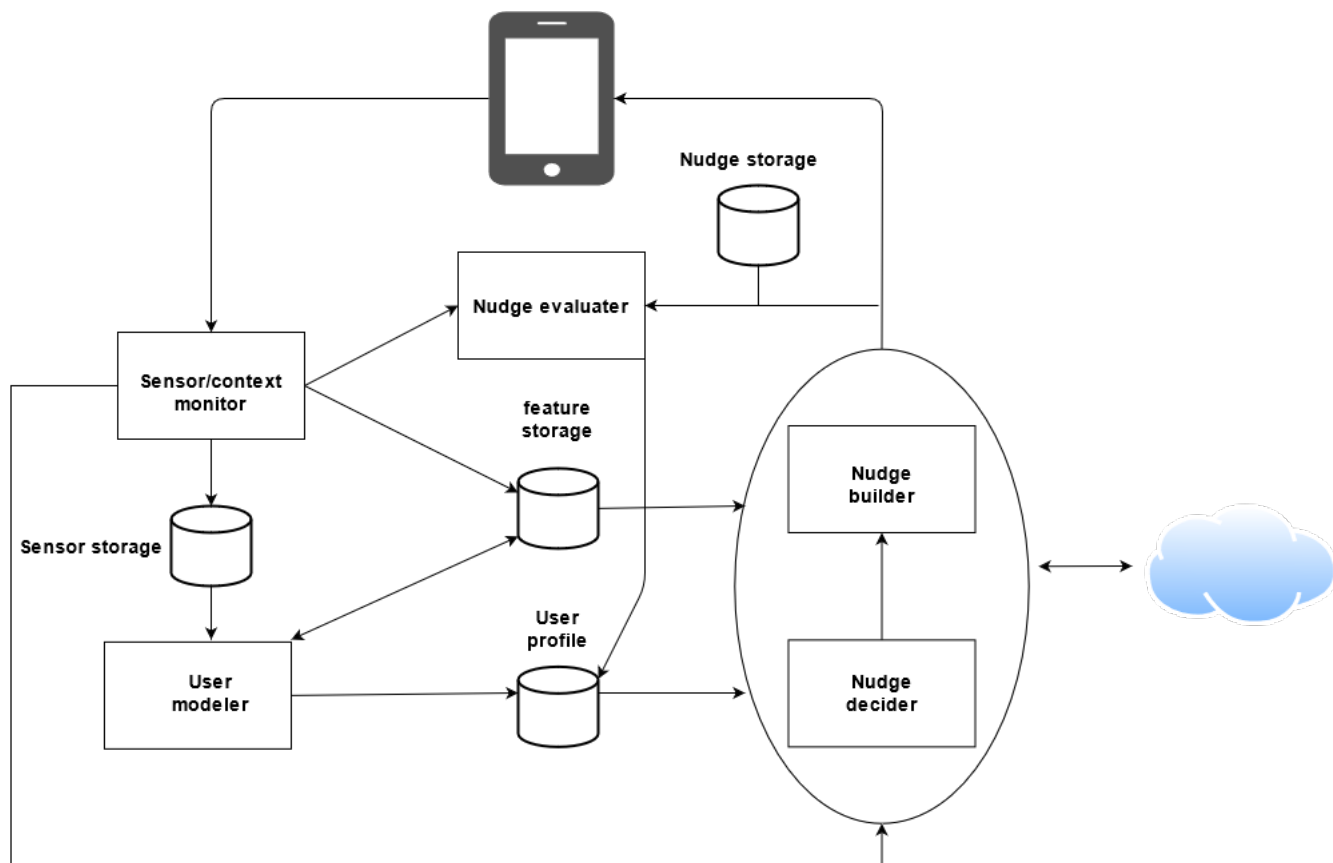 Nudge storage
Nudge evaluater
Sensor/context
monitor
feature
storage
Nudge
builder
Sensor storage
User
profile
User
modeler
Nudge
decider